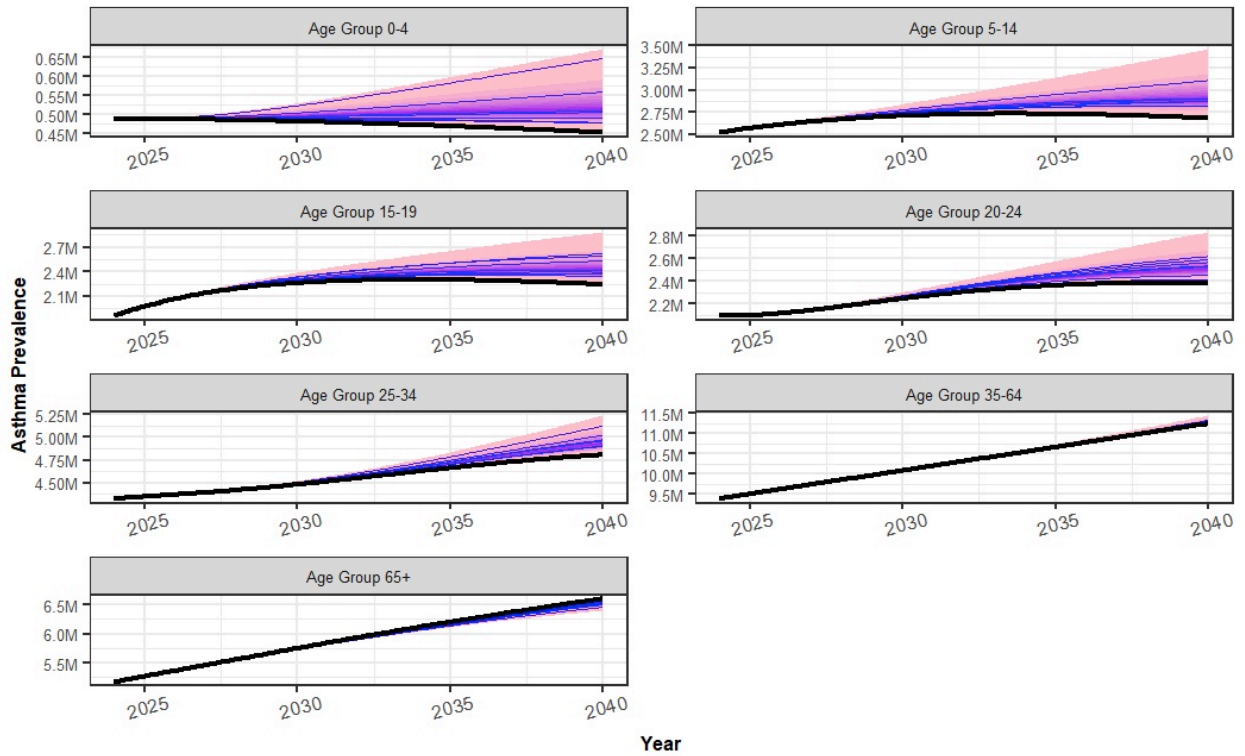 Age Group 0-4
0.65M
0.60M
0.55M
0.50M
0.45M
2025 2030 2035 2040
Age Group 5-14
3.50M
3.25M
3.00M
2.75M
2.50M
2025 2030 2035 2040
Age Group 15-19
2.7M
2.4M
2.1M
2025 2030 2035 2040
Age Group 20-24
2.8M
2.6M
2.4M
2.2M
2025 2030 2035 2040
Asthma Prevalence
Age Group 25-34
5.25M
5.00M
4.75M
4.50M
2025 2030 2035 2040
Age Group 35-64
11.5M
11.0M
10.5M
10.0M
9.5M
2025 2030 2035 2040
Age Group 65+
6.5M
6.0M
5.5M
2025 2030 2035 2040
Year